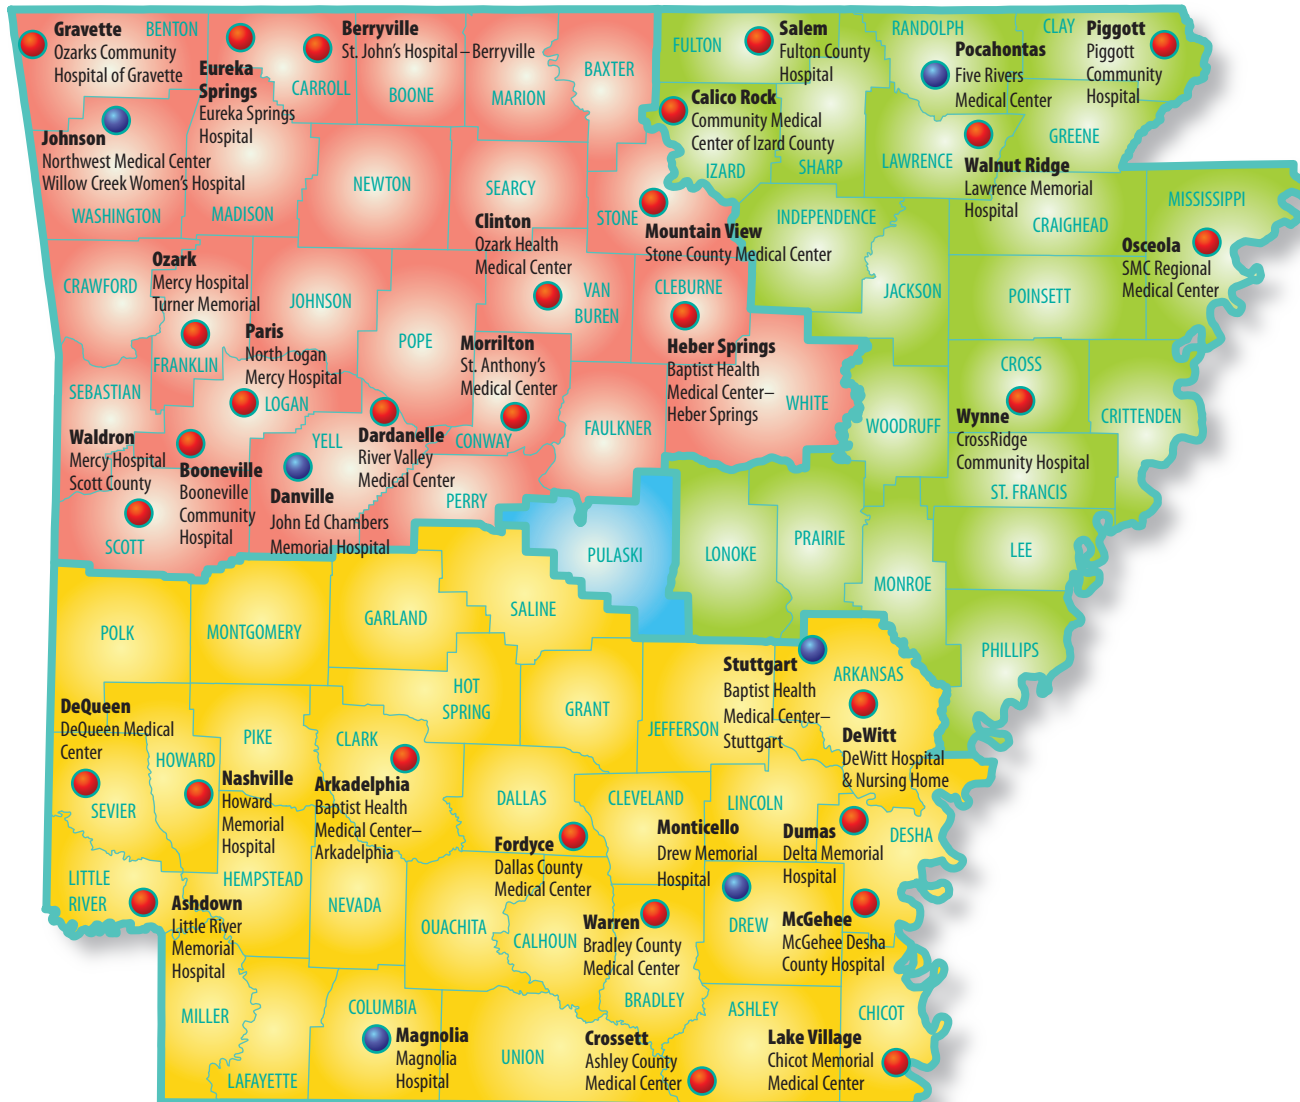 Gravette
Ozarks Community
Hospital of Gravette
BENTON
Eureka
Springs
Eureka Springs
Hospital
Berryville
St. John's Hospital – Berryville
CARROLL
BOONE
MARION
BAXTER
FULTON
Salem
Fulton County
Hospital
RANDOLPH
Pocahontas
Five Rivers
Medical Center
CLAY
Piggott
Piggott
Community
Hospital
Johnson
Northwest Medical Center
Willow Creek Women's Hospital
WASHINGTON
MADISON
NEWTON
SEARCY
Calico Rock
Community Medical
Center of Izard County
IZARD
SHARP
LAWRENCE
GREENE
Walnut Ridge
Lawrence Memorial
Hospital
CRAIGHEAD
MISSISSIPPI
Osceola
SMC Regional
Medical Center
STONE
Mountain View
Stone County Medical Center
INDEPENDENCE
Clinton
Ozark Health
Medical Center
Ozark
Mercy Hospital
Turner Memorial
CRAWFORD
JOHNSON
VAN
BUREN
CLEBURNE
JACKSON
POINSETT
FRANKLIN
Paris
North Logan
Mercy Hospital
LOGAN
POPE
Morrilton
St. Anthony's
Medical Center
Heber Springs
Baptist Health
Medical Center–
Heber Springs
WHITE
CROSS
Wynne
CrossRidge
Community Hospital
CRITTENDEN
SEBASTIAN
Waldron
Mercy Hospital
Scott County
SCOTT
Booneville
Booneville
Community
Hospital
YELL
Danville
John Ed Chambers
Memorial Hospital
Dardanelle
River Valley
Medical Center
CONWAY
PERRY
FAULKNER
WOODRUFF
ST. FRANCIS
PULASKI
LONOKE
PRAIRIE
MONROE
LEE
PHILLIPS
POLK
MONTGOMERY
GARLAND
SALINE
HOT
SPRING
GRANT
JEFFERSON
Stuttgart
Baptist Health
Medical Center–
Stuttgart
ARKANSAS
DeWitt
DeWitt Hospital
& Nursing Home
DeQueen
DeQueen Medical
Center
SEVIER
HOWARD
PIKE
Nashville
Howard
Memorial
Hospital
CLARK
Arkadelphia
Baptist Health
Medical Center–
Arkadelphia
DALLAS
Fordyce
Dallas County
Medical Center
CLEVELAND
LINCOLN
Monticello
Drew Memorial
Hospital
DREW
Dumas
Delta Memorial
Hospital
DESHA
McGehee
McGehee Desha
County Hospital
LITTLE
RIVER
Ashdown
Little River
Memorial
Hospital
HEMPSTEAD
NEVADA
OUACHITA
CALHOUN
Warren
Bradley County
Medical Center
BRADLEY
MILLER
LAFAYETTE
COLUMBIA
Magnolia
Magnolia
Hospital
UNION
Crossett
Ashley County
Medical Center
ASHLEY
Lake Village
Chicot Memorial
Medical Center
CHICOT